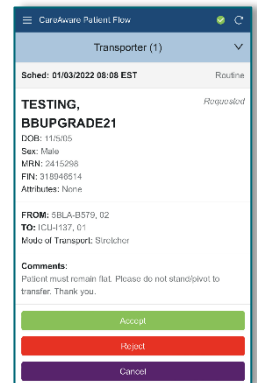 CareAware Patient Flow
Transporter (1)
Sched: 01/03/2022 08:08 EST Routine
TESTING, Requested
BBUPGRADE21
DOB: 11/5/05
Sex: Male
MRN: 2415298
FIN: 318946514
Attributes: None
FROM: 5BLA-B579, 02
TO: ICU-I137, 01
Mode of Transport: Stretcher
Comments:
Patient must remain flat. Please do not stand/pivot to
transfer. Thank you.
Accept
Reject
Cancel